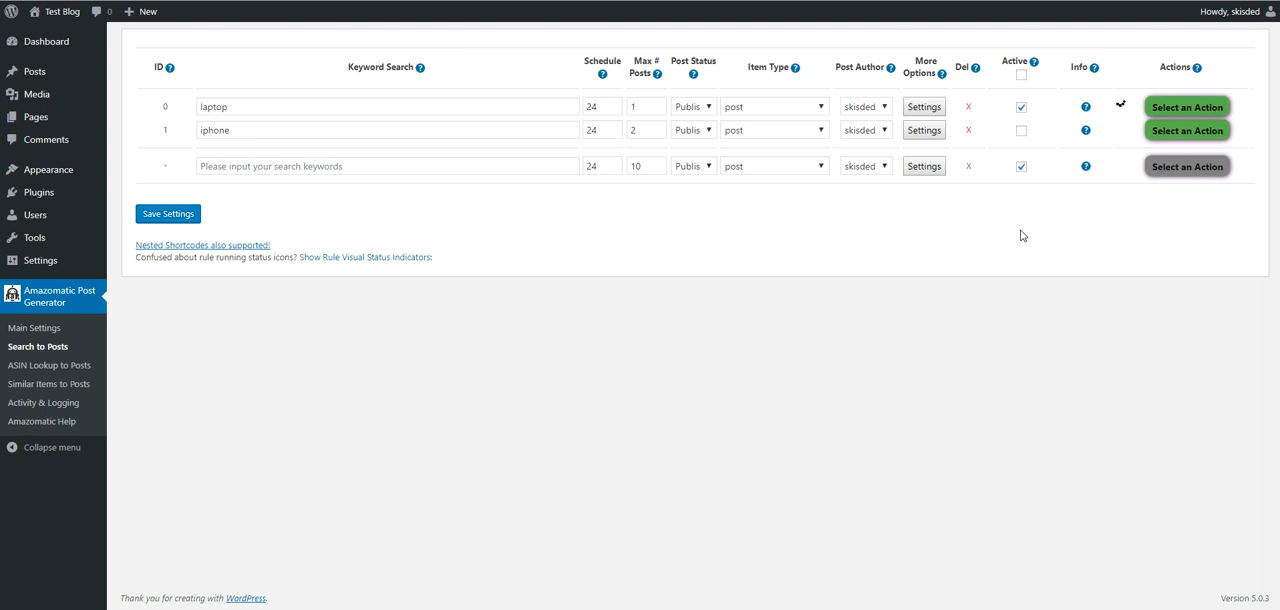 Test Blog 0 New Howdy, skisded
Dashboard
Posts
Media
Pages
Comments
Appearance
Plugins
Users
Tools
Settings
Amazomatic Post
Generator
Main Settings
Search to Posts
ASIN Lookup to Posts
Similar Items to Posts
Activity & Logging
Amazomatic Help
Collapse menu
ID ? Keyword Search ? Schedule ? Max # Posts ? Post Status ? Item Type ? Post Author ? More Options ? Del ? Active ? Info ? Actions ?
0 laptop 24 1 Publis post skisded Settings X ? Select an Action
1 iphone 24 2 Publis post skisded Settings X ? Select an Action
- Please input your search keywords 24 10 Publis post skisded Settings X ? Select an Action
Save Settings
Nested Shortcodes also supported!
Confused about rule running status icons? Show Rule Visual Status Indicators:
Thank you for creating with WordPress. Version 5.0.3